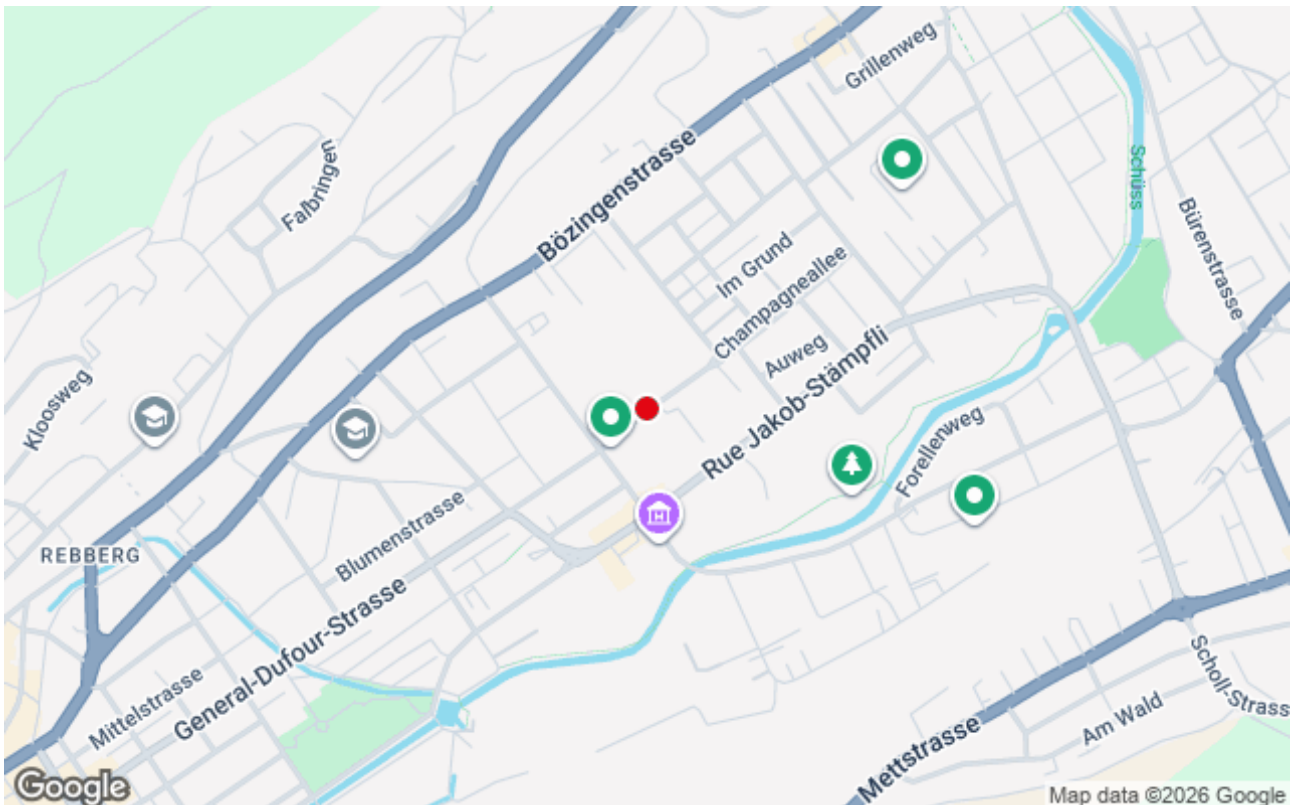 Grillenweg
Bözingenstrasse
Falbringen
Schüss
Bürenstrasse
Im Grund
Champagneallee
Auweg
Rue Jakob-Stämpfli
Kloosweg
Forellenweg
Blumenstrasse
REBBERG
General-Dufour-Strasse
Mittelstrasse
Scholl-Strass
Am Wald
Mettstrasse
Google
Map data ©2026 Google